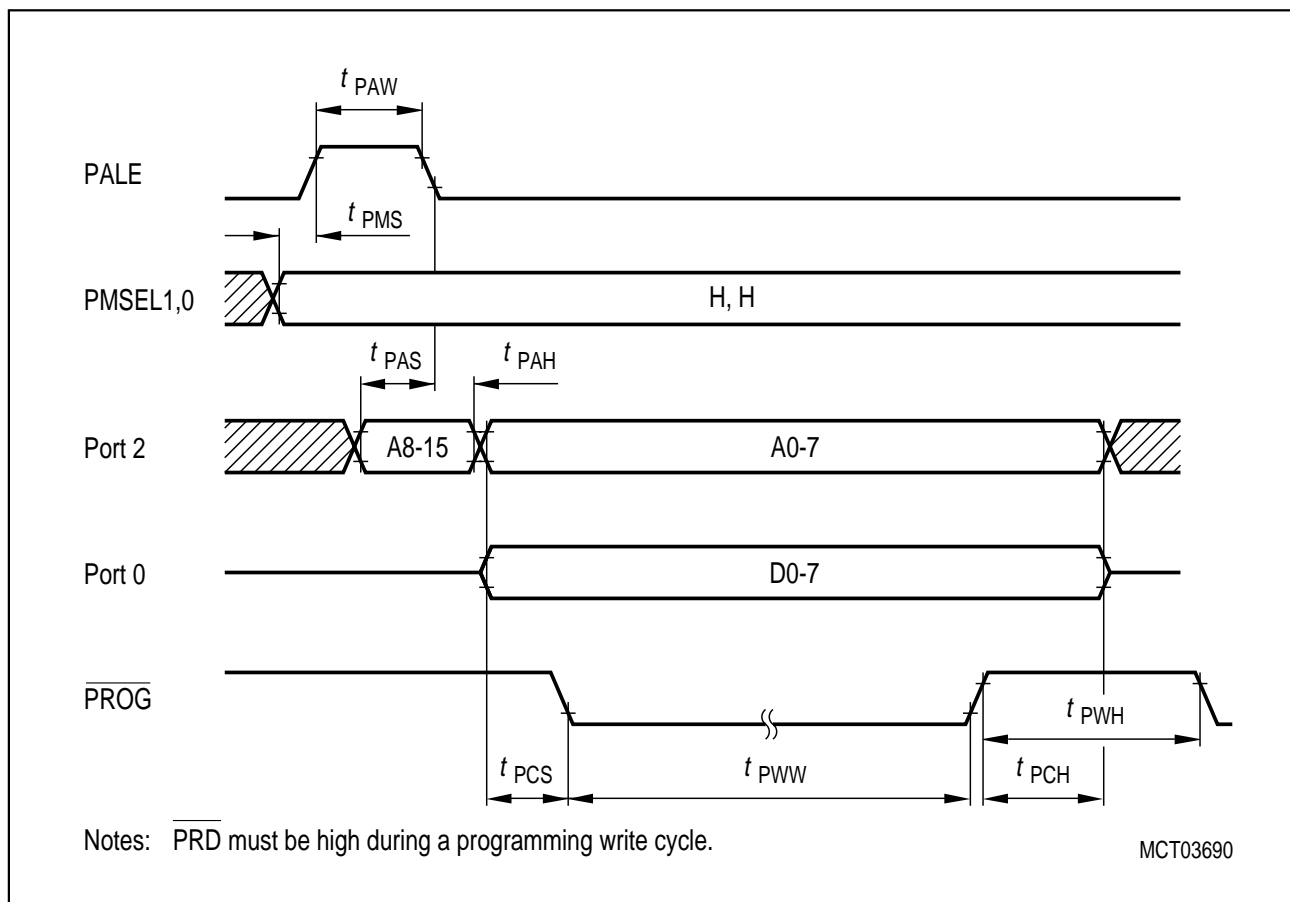 t PAW
PALE
t PMS
PMSEL1,0 H, H
t PAS t PAH
Port 2 A8-15 A0-7
Port 0 D0-7
PROG
t PWH
t PCS t PWW t PCH
Notes: PRD must be high during a programming write cycle.
MCT03690